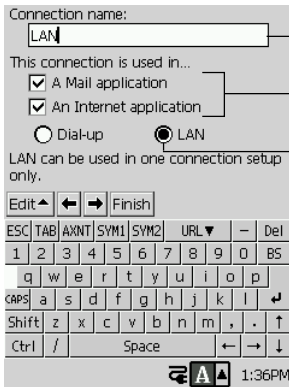 Connection name:
LAN
This connection is used in...
A Mail application
An Internet application
Dial-up LAN
LAN can be used in one connection setup
only.
Edit Finish
ESC TAB AXNT SYM1 SYM2 URL▼ - Del
1 2 3 4 5 6 7 8 9 0 BS
q w e r t y u i o p
CAPS a s d f g h j k l ↵
Shift z x c v b n m , . ↑
Ctrl / Space ← → ↓
A 1:36PM